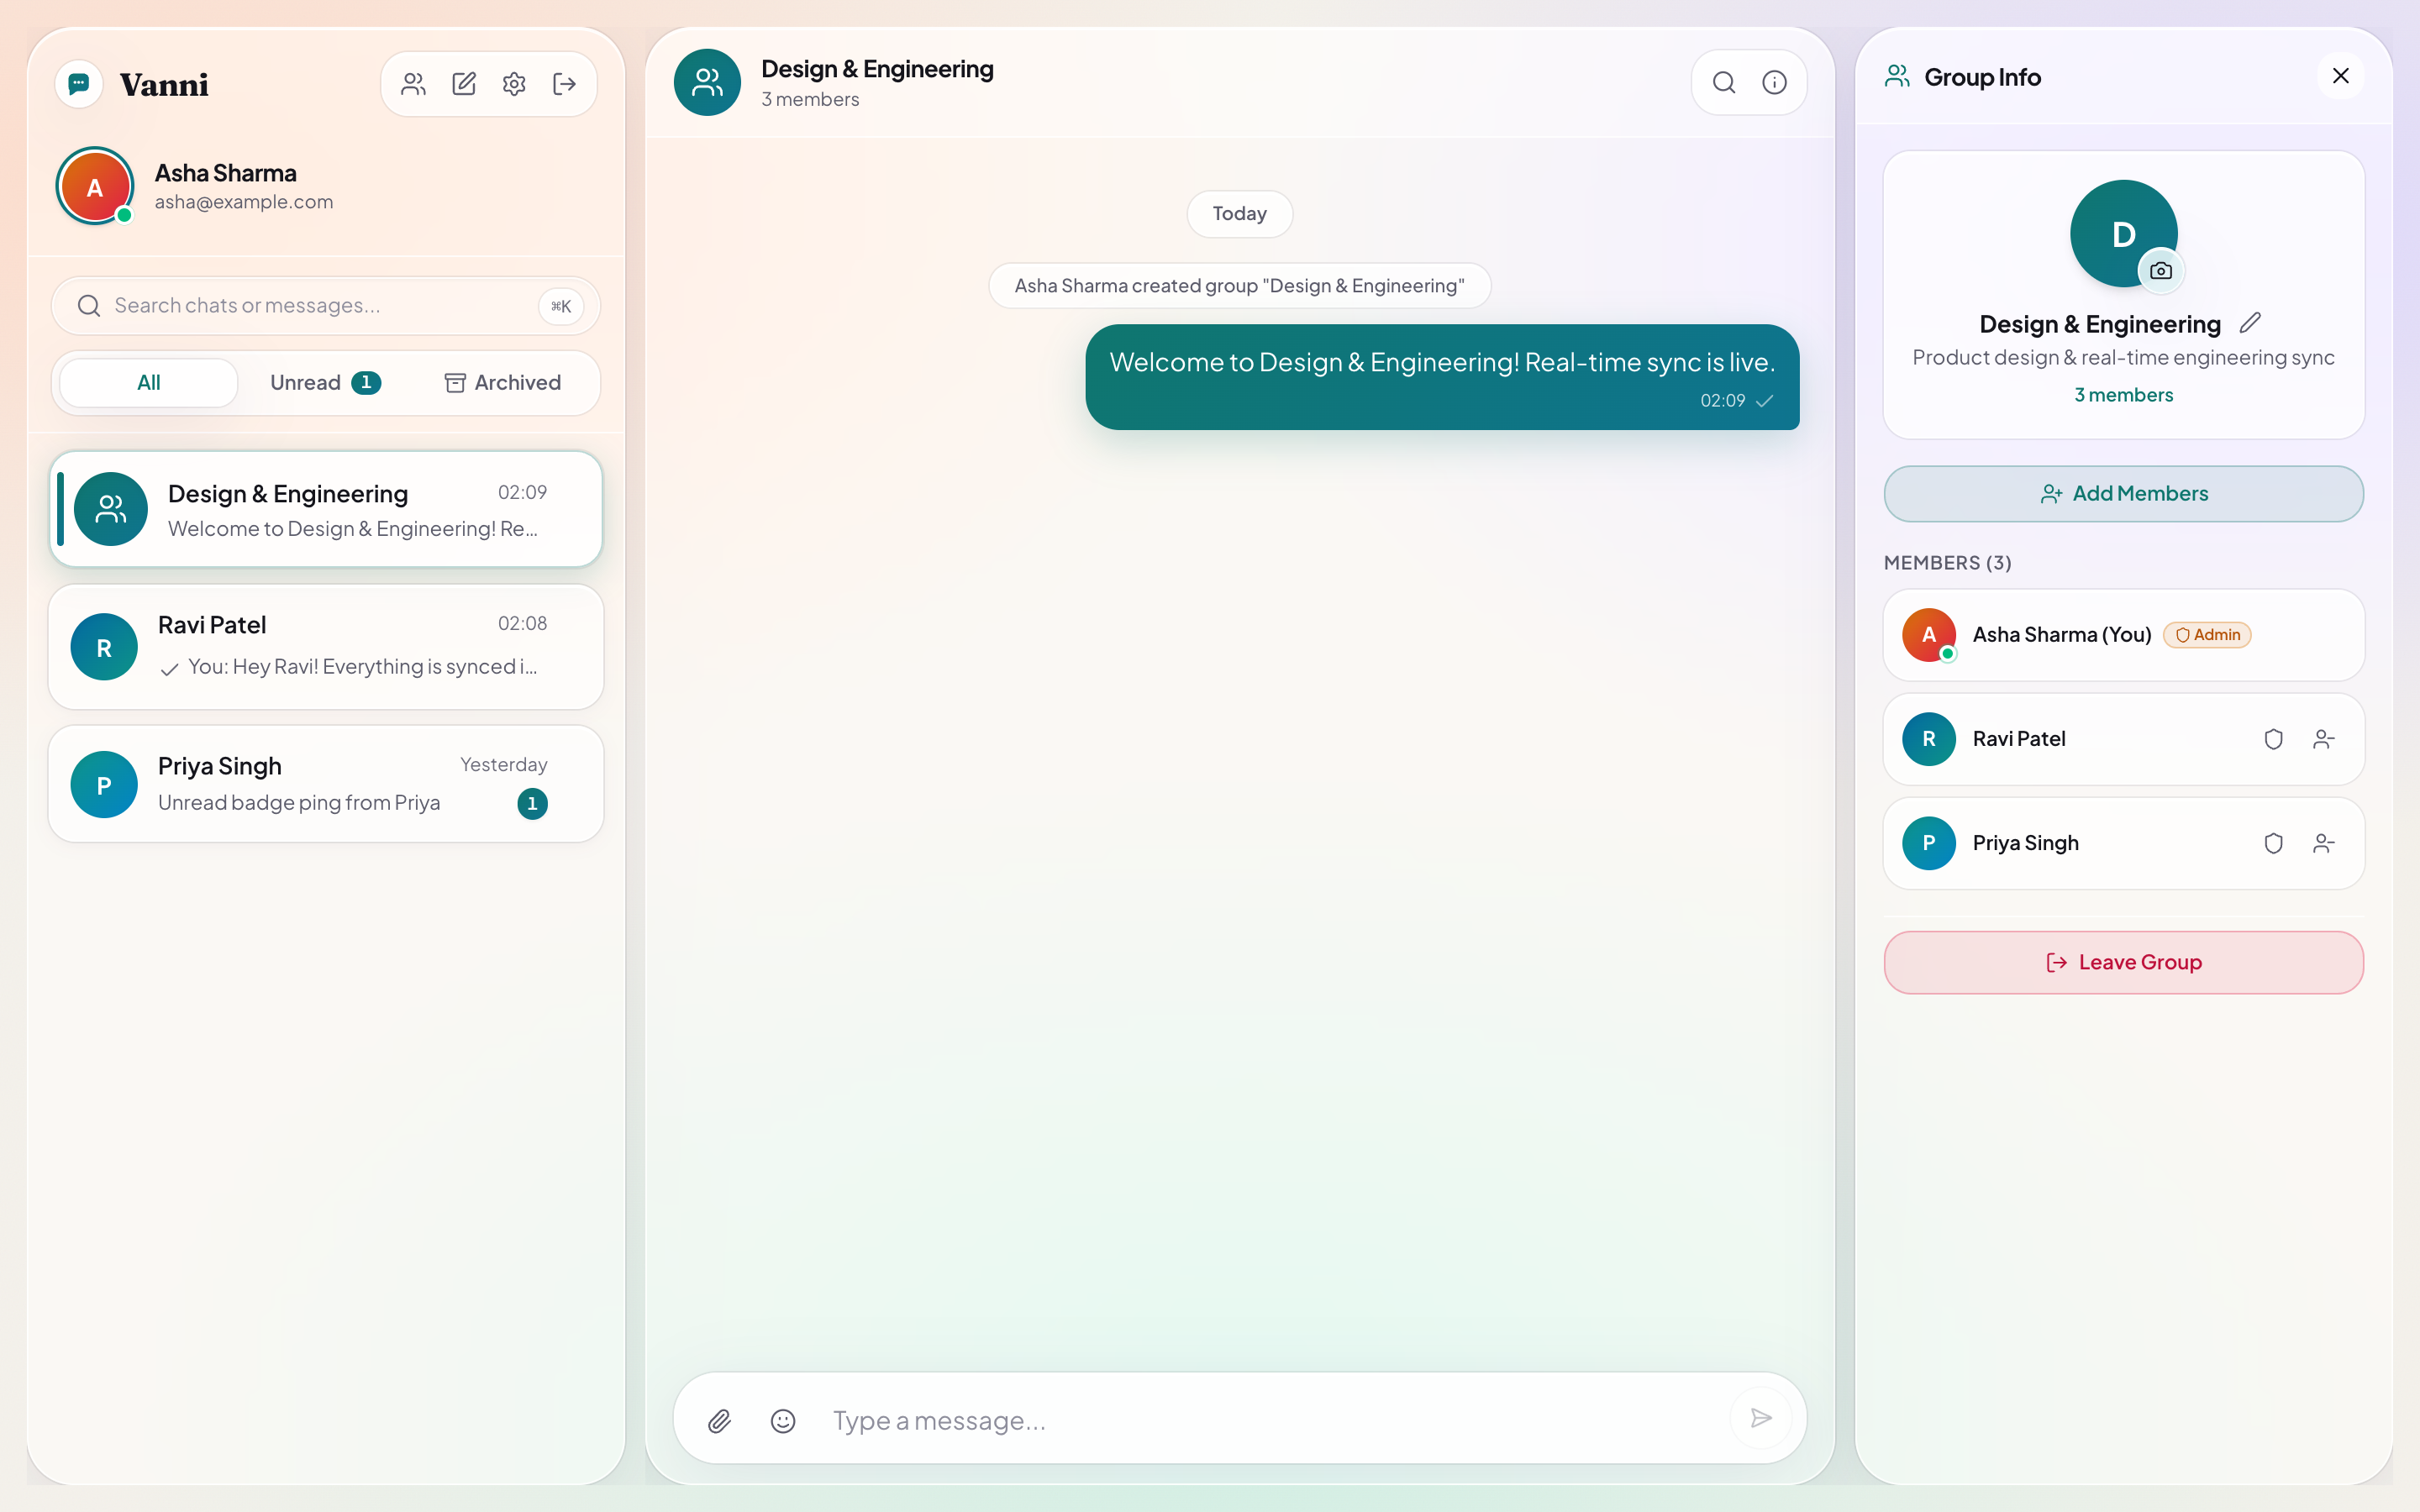 Vanni
A
Asha Sharma
asha@example.com
Search chats or messages...
⌘K
All
Unread 1
Archived
Design & Engineering
02:09
Welcome to Design & Engineering! Re...
R
Ravi Patel
02:08
You: Hey Ravi! Everything is synced i...
P
Priya Singh
Yesterday
Unread badge ping from Priya
1
Design & Engineering
3 members
Today
Asha Sharma created group "Design & Engineering"
Welcome to Design & Engineering! Real-time sync is live.
02:09
Type a message...
Group Info
D
Design & Engineering
Product design & real-time engineering sync
3 members
Add Members
MEMBERS (3)
A
Asha Sharma (You)
Admin
R
Ravi Patel
P
Priya Singh
Leave Group